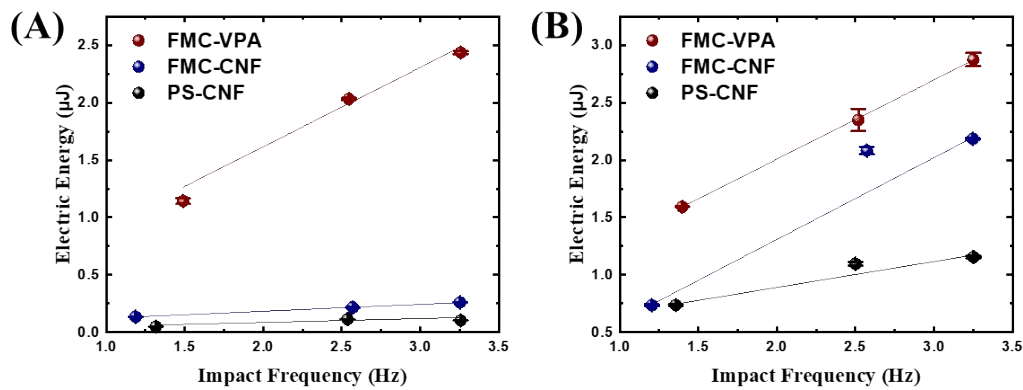 (A)
FMC-VPA
FMC-CNF
PS-CNF
Electric Energy (μJ)
2.5
2.0
1.5
1.0
0.5
0.0
1.0 1.5 2.0 2.5 3.0 3.5
Impact Frequency (Hz)
(B)
FMC-VPA
FMC-CNF
PS-CNF
Electric Energy (μJ)
3.0
2.5
2.0
1.5
1.0
0.5
1.0 1.5 2.0 2.5 3.0 3.5
Impact Frequency (Hz)